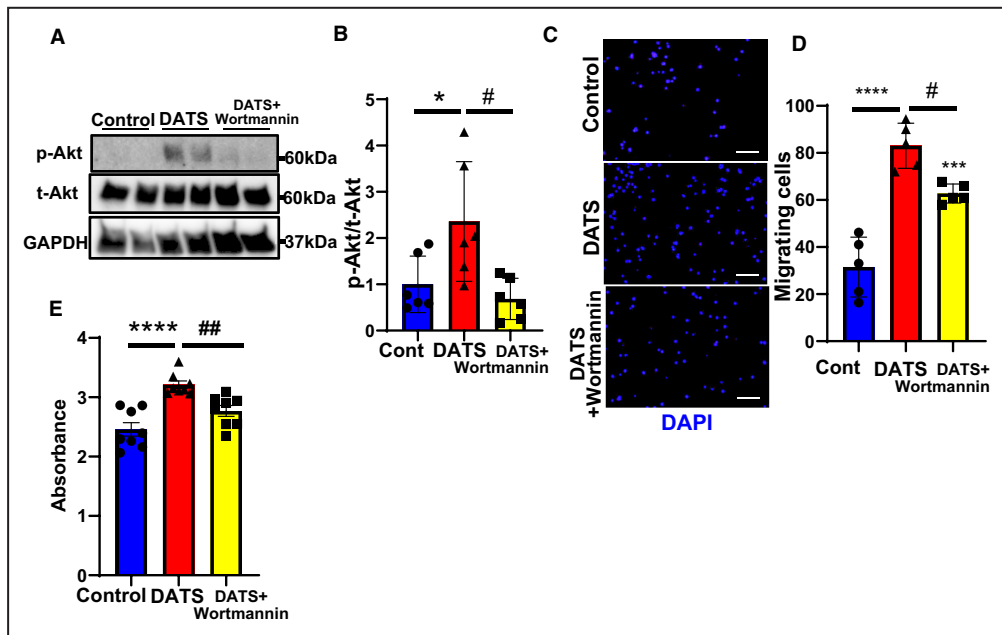 A
Control DATS DATS+
Wortmannin
p-Akt
60kDa
t-Akt
60kDa
GAPDH
37kDa
B
* #
5
4
3
2
1
0
p-Akt/t-Akt
Cont DATS DATS+
Wortmannin
C
Control
DATS
DATS
+Wortmannin
DAPI
D
**** #
***
100
80
60
40
20
0
Migrating cells
DATS DATS+
Cont Wortmannin
E
**** ##
4
3
2
1
0
Absorbance
Control DATS DATS+
Wortmannin